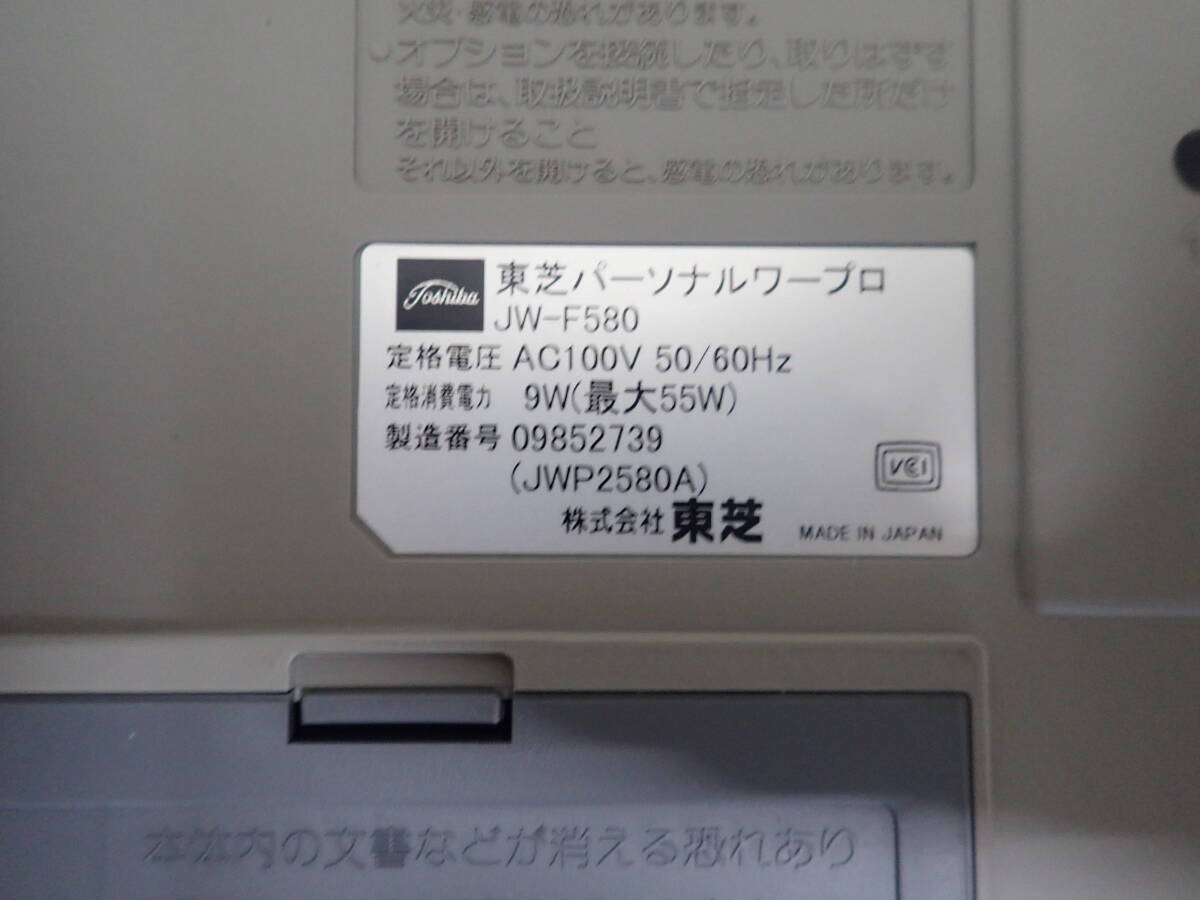 火災・感電の恐れがあります。
●オプションを接続したり、取りはずす
場合は、取扱説明書で指定した所だけ
を開けること
それ以外を開けると、感電の恐れがあります。
Toshiba
東芝パーソナルワープロ
JW-F580
定格電圧 AC100V 50/60Hz
定格消費電力 9W(最大55W)
製造番号 09852739
(JWP2580A)
VCI
株式会社 東芝 MADE IN JAPAN
本体内の文書などが消える恐れあり